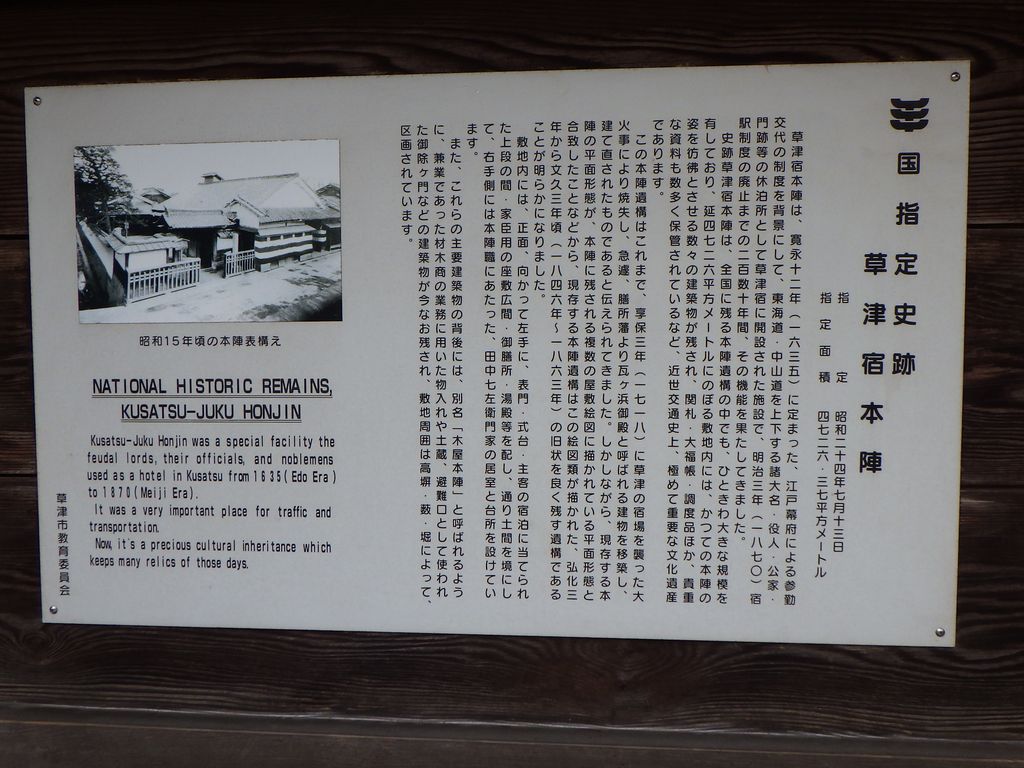 国指定史跡
草津宿本陣
指定 昭和二十四年七月十三日
指定面積 四七二六・三七平方メートル
草津宿本陣は、寛永十二年（一六三五）に定まった、江戸幕府による参勤
交代の制度を背景にして、東海道・中山道を上下する諸大名・役人・公家・
門跡等の休泊所として草津宿に開設された施設で、明治三年（一八七〇）宿
駅制度の廃止までの二百数十年間、その機能を果たしてきました。
史跡草津宿本陣は、全国に残る本陣遺構の中でも、ひときわ大きな規模を
有しており、延四七二六平方メートルにのぼる敷地内には、かつての本陣の
姿を彷彿とさせる数々の建築物が残され、関札・大福帳・調度品ほか、貴重
な資料も数多く保管されているなど、近世交通史上、極めて重要な文化遺産
であります。
この本陣遺構はこれまで、享保三年（一七一八）に草津の宿場を襲った大
火事により焼失し、急遽、膳所藩より瓦ヶ浜御殿と呼ばれる建物を移築し、
建て直されたものであると伝えられてきました。しかしながら、現存する本
陣の平面形態が、本陣に残される複数の屋敷絵図に描かれている平面形態と
合致したことなどから、現存する本陣遺構はこの絵図類が描かれた、弘化三
年から文久三年頃（一八四六年～一八六三年）の旧状を良く残す遺構である
ことが明らかになりました。
敷地内には、正面、向かって左手に、表門・式台・主客の宿泊に当てられ
た上段の間・家臣用の座敷広間・御膳所・湯殿等を配し、通り土間を境にし
て、右手側には本陣職にあたった、田中七左衛門家の居室と台所を設けてい
ます。
また、これらの主要建築物の背後には、別名「木屋本陣」と呼ばれるよう
に、兼業であった材木商の業務に用いた物入れや土蔵、避難口として使われ
た御除ヶ門などの建築物が今なお残され、敷地周囲は高塀・藪・堀によって、
区画されています。
昭和15年頃の本陣表構え
NATIONAL HISTORIC REMAINS,
KUSATSU-JUKU HONJIN
Kusatsu-Juku Honjin was a special facility the
feudal lords, their officials, and noblemens
used as a hotel in Kusatsu from 1635(Edo Era)
to 1870(Meiji Era).
It was a very important place for traffic and
transportation.
Now, it's a precious cultural inheritance which
keeps many relics of those days.
草津市教育委員会